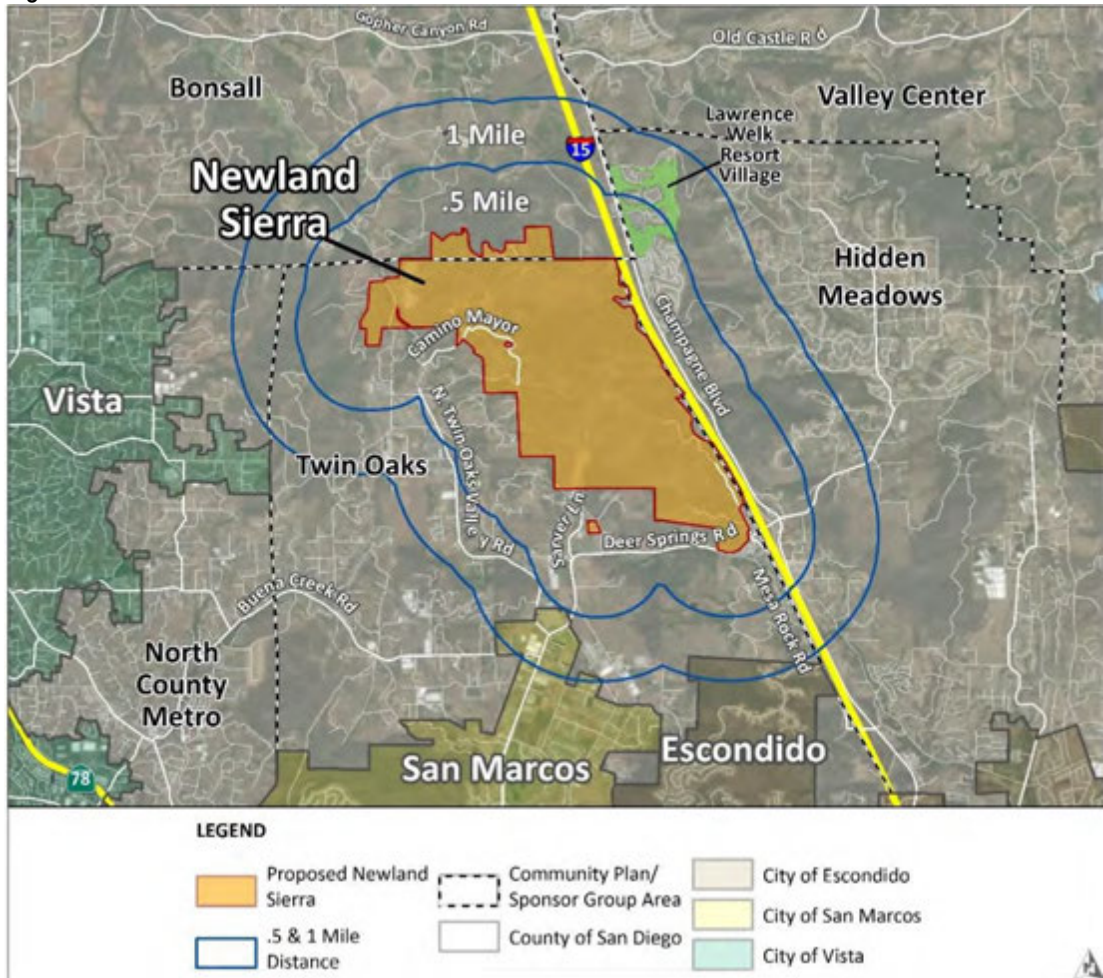 Gopher Canyon Rd
Old Castle Rd
Bonsall
Valley Center
1 Mile
15
Lawrence
Welk
Resort
Village
Newland
Sierra
.5 Mile
Hidden
Meadows
Champagne Blvd
Camino Mayor
Vista
N. Twin Oaks Valley Rd
Twin Oaks
Sarver Ln
Deer Springs Rd
Mesa Rock Rd
Buena Creek Rd
North
County
Metro
San Marcos
Escondido
78
LEGEND
Proposed Newland
Sierra
.5 & 1 Mile
Distance
Community Plan/
Sponsor Group Area
County of San Diego
City of Escondido
City of San Marcos
City of Vista